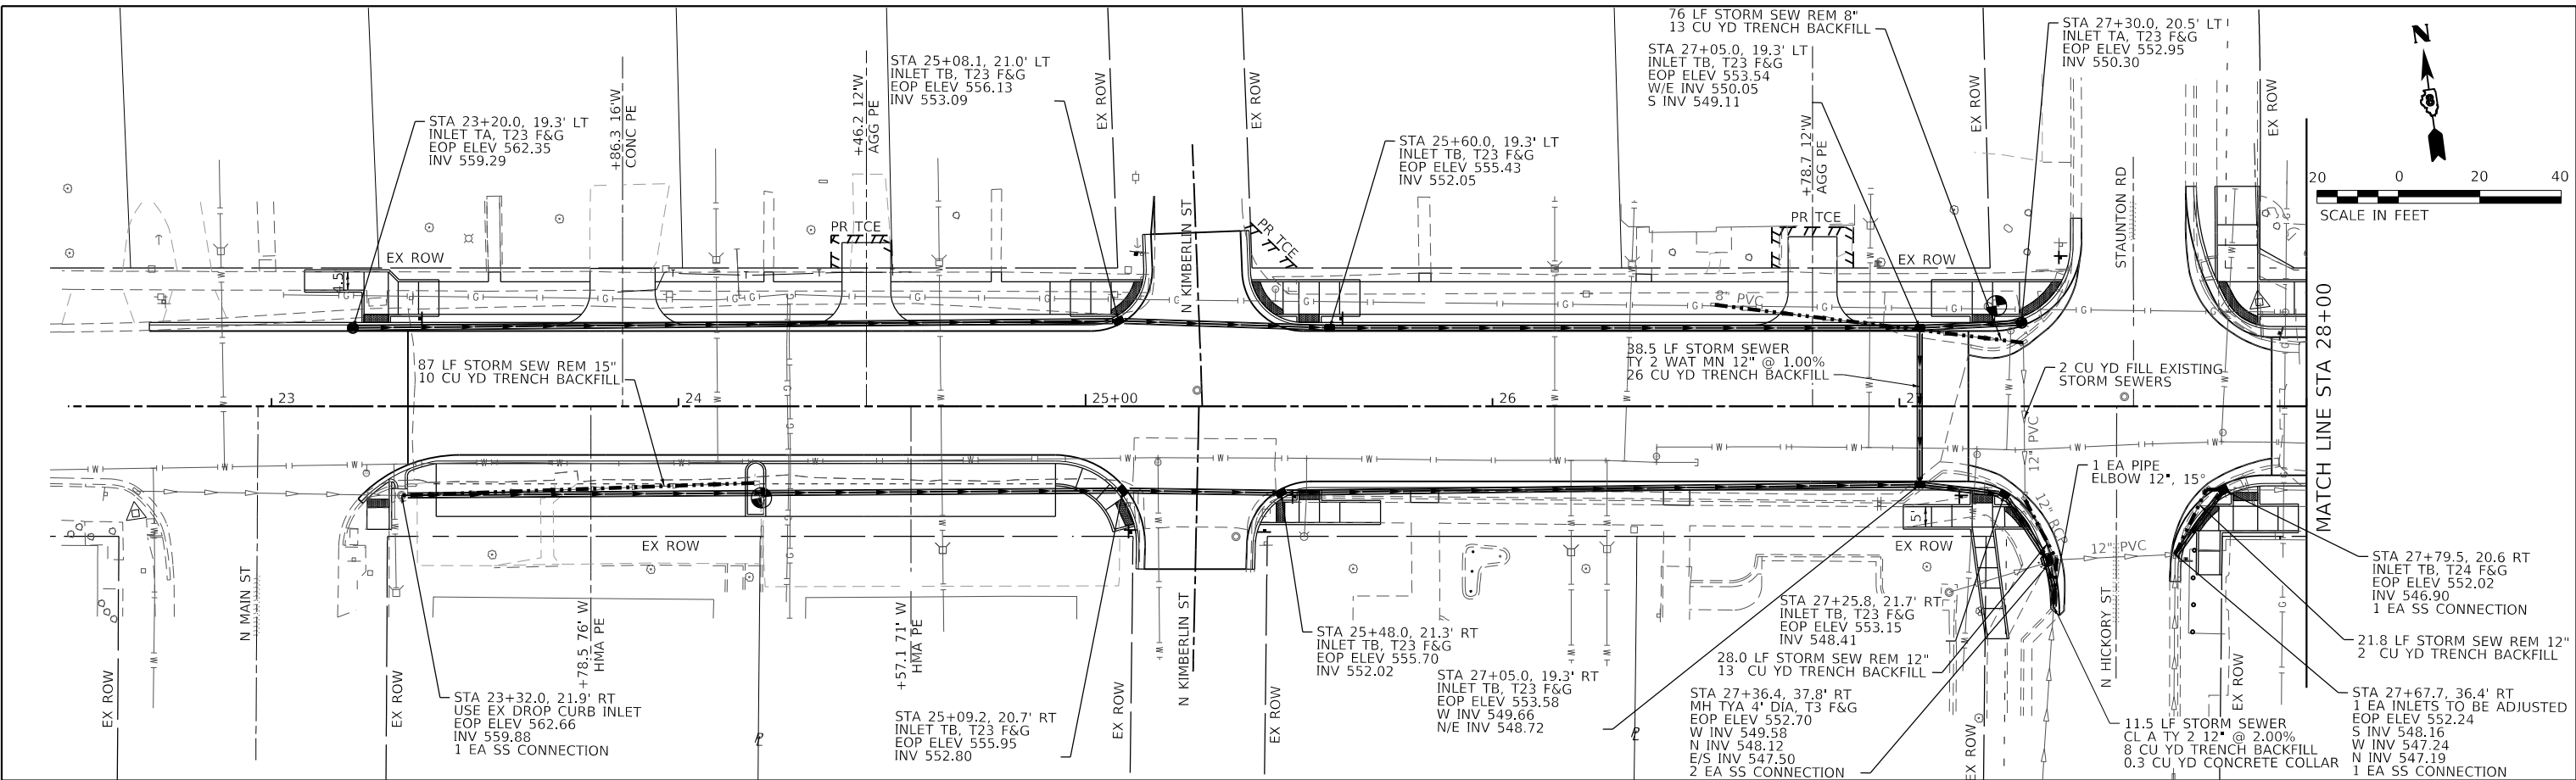 76 LF STORM SEW REM 8"
13 CU YD TRENCH BACKFILL
STA 27+30.0, 20.5' LT
INLET TA, T23 F&G
EOP ELEV 552.95
INV 550.30
STA 27+05.0, 19.3' LT
INLET TB, T23 F&G
EOP ELEV 553.54
W/E INV 550.05
S INV 549.11
STA 25+08.1, 21.0' LT
INLET TB, T23 F&G
EOP ELEV 556.13
INV 553.09
STA 23+20.0, 19.3' LT
INLET TA, T23 F&G
EOP ELEV 562.35
INV 559.29
+86.3 16'W
CONC PE
+46.2 12'W
AGG PE
EX ROW
EX ROW
STA 25+60.0, 19.3' LT
INLET TB, T23 F&G
EOP ELEV 555.43
INV 552.05
+78.7 12'W
AGG PE
EX ROW
EX ROW
N
8
20 0 20 40
SCALE IN FEET
STAUNTON RD
N KIMBERLIN ST
PR TCE
PR TCE
PR TCE
EX ROW
EX ROW
4.5'
8" PVC
87 LF STORM SEW REM 15"
10 CU YD TRENCH BACKFILL
38.5 LF STORM SEWER
TY 2 WAT MN 12" @ 1.00%
26 CU YD TRENCH BACKFILL
2 CU YD FILL EXISTING
STORM SEWERS
MATCH LINE STA 28+00
23
24
25+00
26
27
12" PVC
1 EA PIPE
ELBOW 12", 15°
12" RCP
12" PVC
5'
EX ROW
EX ROW
N MAIN ST
N KIMBERLIN ST
N HICKORY ST
+78.5 76' W
HMA PE
+57.1 71' W
HMA PE
EX ROW
EX ROW
EX ROW
EX ROW
EX ROW
EX ROW
STA 27+79.5, 20.6 RT
INLET TB, T24 F&G
EOP ELEV 552.02
INV 546.90
1 EA SS CONNECTION
STA 27+25.8, 21.7' RT
INLET TB, T23 F&G
EOP ELEV 553.15
INV 548.41
21.8 LF STORM SEW REM 12"
2 CU YD TRENCH BACKFILL
STA 25+48.0, 21.3' RT
INLET TB, T23 F&G
EOP ELEV 555.70
INV 552.02
28.0 LF STORM SEW REM 12"
13 CU YD TRENCH BACKFILL
STA 27+05.0, 19.3' RT
INLET TB, T23 F&G
EOP ELEV 553.58
W INV 549.66
N/E INV 548.72
STA 23+32.0, 21.9' RT
USE EX DROP CURB INLET
EOP ELEV 562.66
INV 559.88
1 EA SS CONNECTION
STA 25+09.2, 20.7' RT
INLET TB, T23 F&G
EOP ELEV 555.95
INV 552.80
STA 27+36.4, 37.8' RT
MH TYA 4' DIA, T3 F&G
EOP ELEV 552.70
W INV 549.58
N INV 548.12
E/S INV 547.50
2 EA SS CONNECTION
STA 27+67.7, 36.4' RT
1 EA INLETS TO BE ADJUSTED
EOP ELEV 552.24
S INV 548.16
W INV 547.24
N INV 547.19
1 EA SS CONNECTION
11.5 LF STORM SEWER
CL A TY 2 12" @ 2.00%
8 CU YD TRENCH BACKFILL
0.3 CU YD CONCRETE COLLAR